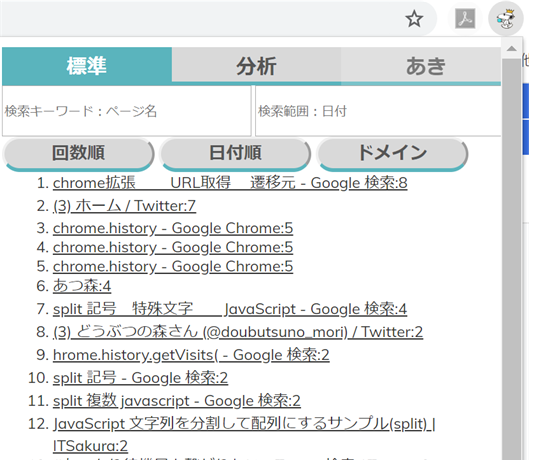 標準 分析 あき
検索キーワード：ページ名 検索範囲：日付
回数順 日付順 ドメイン
1. chrome拡張　　URL取得　遷移元 - Google 検索:8
2. (3) ホーム / Twitter:7
3. chrome.history - Google Chrome:5
4. chrome.history - Google Chrome:5
5. chrome.history - Google Chrome:5
6. あつ森:4
7. split 記号　特殊文字　　JavaScript - Google 検索:4
8. (3) どうぶつの森さん (@doubutsuno_mori) / Twitter:2
9. hrome.history.getVisits( - Google 検索:2
10. split 記号 - Google 検索:2
11. split 複数 javascript - Google 検索:2
12. JavaScript 文字列を分割して配列にするサンプル(split) |
ITSakura:2